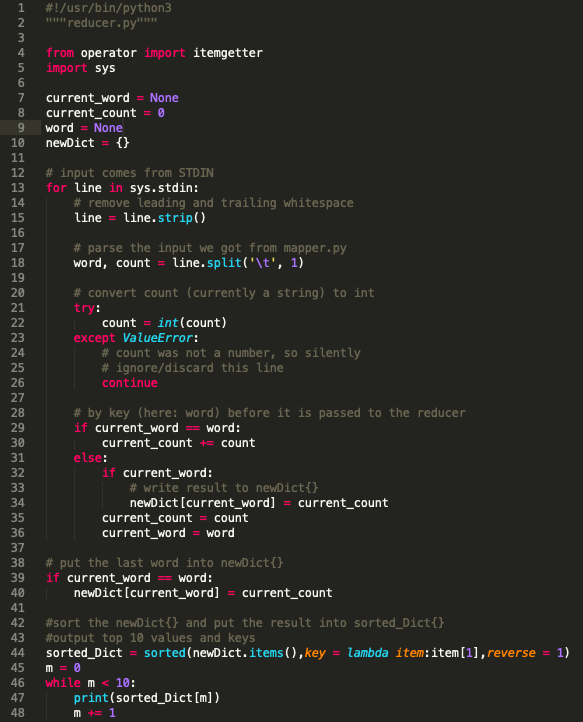 1 #!/usr/bin/python3
2 """reducer.py"""
3
4 from operator import itemgetter
5 import sys
6
7 current_word = None
8 current_count = 0
9 word = None
10 newDict = {}
11
12 # input comes from STDIN
13 for line in sys.stdin:
14     # remove leading and trailing whitespace
15     line = line.strip()
16
17     # parse the input we got from mapper.py
18     word, count = line.split('\t', 1)
19
20     # convert count (currently a string) to int
21     try:
22         count = int(count)
23     except ValueError:
24         # count was not a number, so silently
25         # ignore/discard this line
26         continue
27
28     # by key (here: word) before it is passed to the reducer
29     if current_word == word:
30         current_count += count
31     else:
32         if current_word:
33             # write result to newDict{}
34             newDict[current_word] = current_count
35         current_count = count
36         current_word = word
37
38 # put the last word into newDict{}
39 if current_word == word:
40     newDict[current_word] = current_count
41
42 #sort the newDict{} and put the result into sorted_Dict{}
43 #output top 10 values and keys
44 sorted_Dict = sorted(newDict.items(),key = lambda item:item[1],reverse = 1)
45 m = 0
46 while m < 10:
47     print(sorted_Dict[m])
48     m += 1